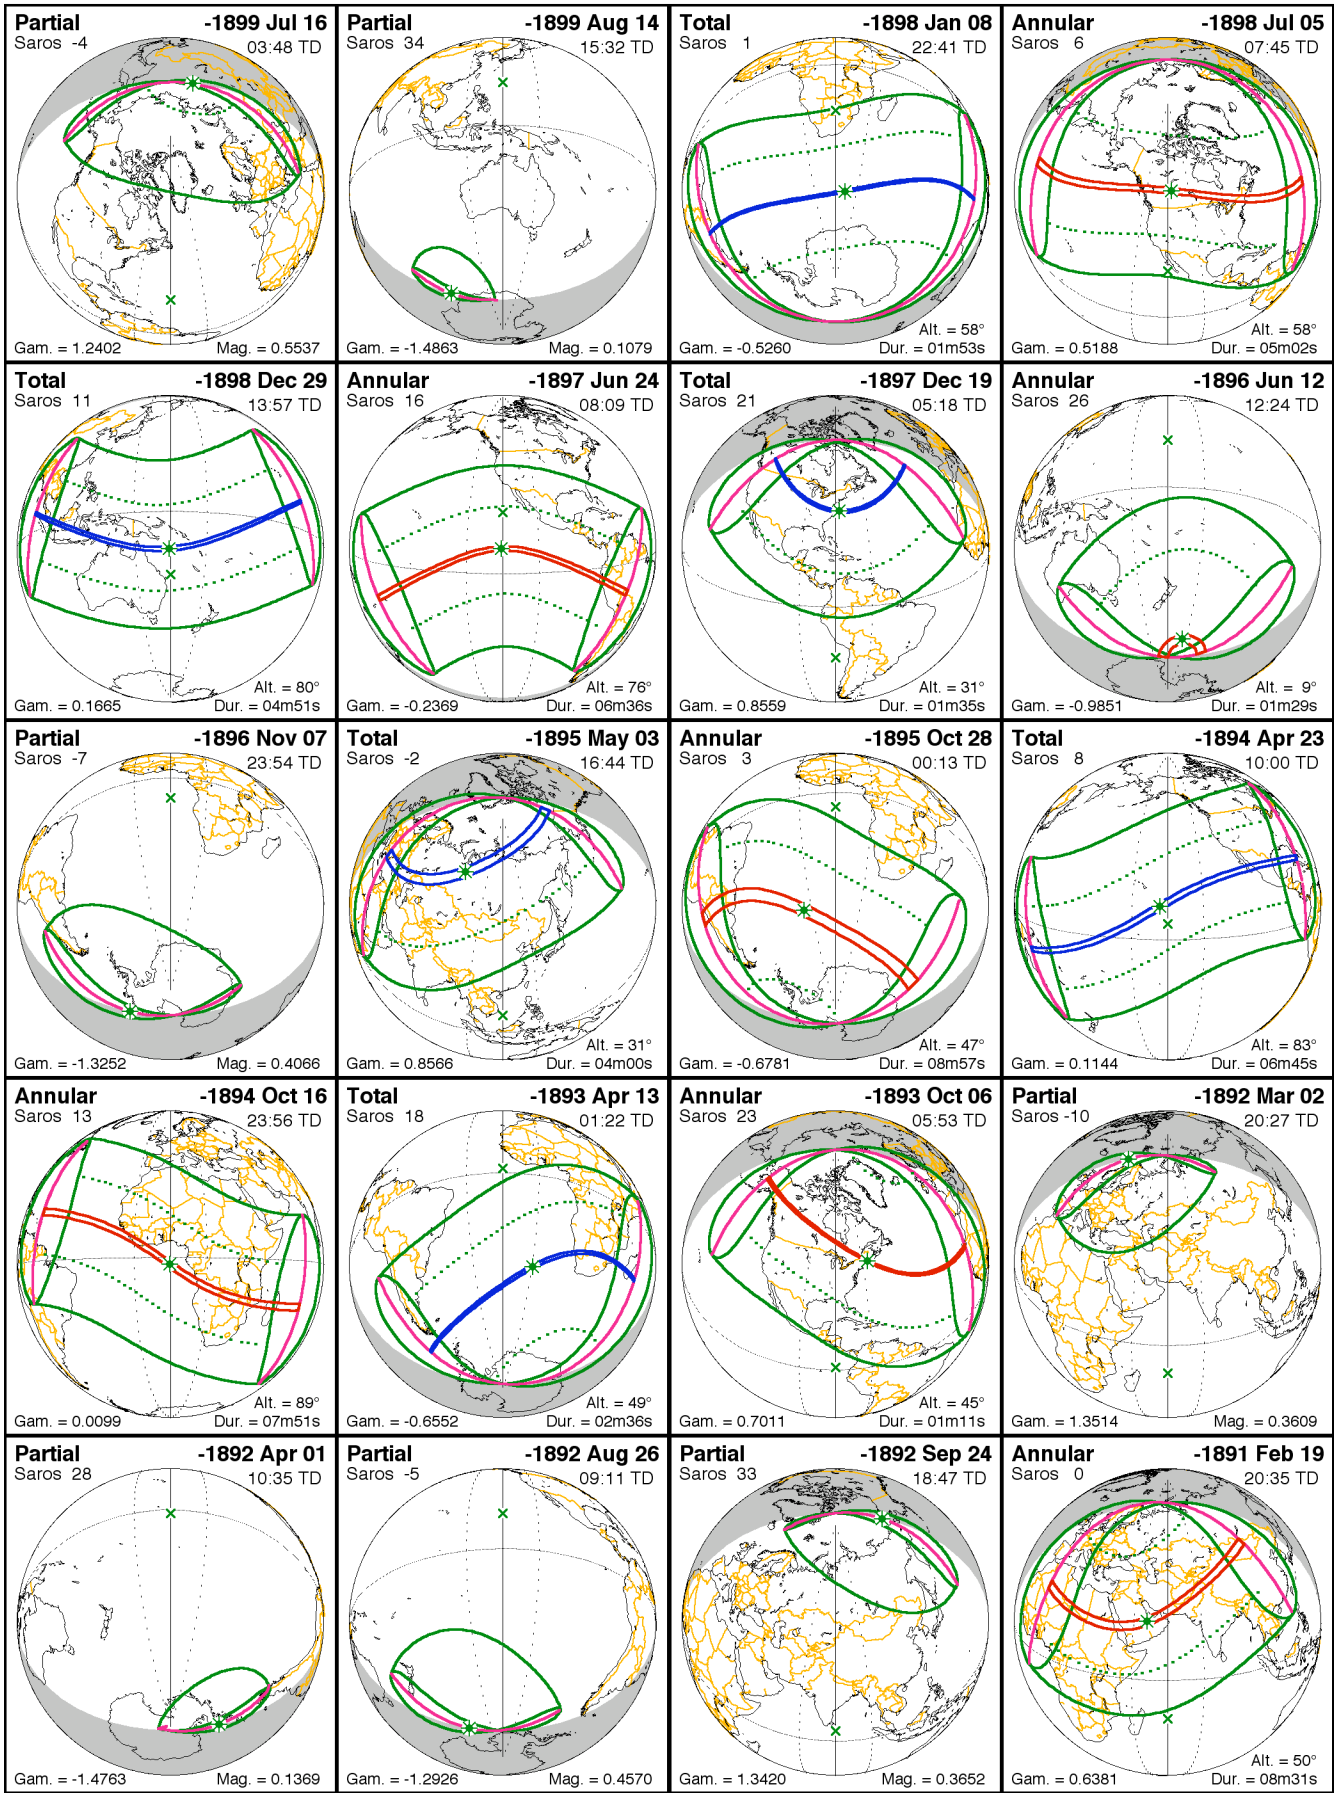 Partial -1899 Jul 16
Saros -4 03:48 TD
Gam. = 1.2402 Mag. = 0.5537
Partial -1899 Aug 14
Saros 34 15:32 TD
Gam. = -1.4863 Mag. = 0.1079
Total -1898 Jan 08
Saros 1 22:41 TD
Alt. = 58°
Gam. = -0.5260 Dur. = 01m53s
Annular -1898 Jul 05
Saros 6 07:45 TD
Alt. = 58°
Gam. = 0.5188 Dur. = 05m02s
Total -1898 Dec 29
Saros 11 13:57 TD
Alt. = 80°
Gam. = 0.1665 Dur. = 04m51s
Annular -1897 Jun 24
Saros 16 08:09 TD
Alt. = 76°
Gam. = -0.2369 Dur. = 06m36s
Total -1897 Dec 19
Saros 21 05:18 TD
Alt. = 31°
Gam. = 0.8559 Dur. = 01m35s
Annular -1896 Jun 12
Saros 26 12:24 TD
Alt. = 9°
Gam. = -0.9851 Dur. = 01m29s
Partial -1896 Nov 07
Saros -7 23:54 TD
Gam. = -1.3252 Mag. = 0.4066
Total -1895 May 03
Saros -2 16:44 TD
Alt. = 31°
Gam. = 0.8566 Dur. = 04m00s
Annular -1895 Oct 28
Saros 3 00:13 TD
Alt. = 47°
Gam. = -0.6781 Dur. = 08m57s
Total -1894 Apr 23
Saros 8 10:00 TD
Alt. = 83°
Gam. = 0.1144 Dur. = 06m45s
Annular -1894 Oct 16
Saros 13 23:56 TD
Alt. = 89°
Gam. = 0.0099 Dur. = 07m51s
Total -1893 Apr 13
Saros 18 01:22 TD
Alt. = 49°
Gam. = -0.6552 Dur. = 02m36s
Annular -1893 Oct 06
Saros 23 05:53 TD
Alt. = 45°
Gam. = 0.7011 Dur. = 01m11s
Partial -1892 Mar 02
Saros -10 20:27 TD
Gam. = 1.3514 Mag. = 0.3609
Partial -1892 Apr 01
Saros 28 10:35 TD
Gam. = -1.4763 Mag. = 0.1369
Partial -1892 Aug 26
Saros -5 09:11 TD
Gam. = -1.2926 Mag. = 0.4570
Partial -1892 Sep 24
Saros 33 18:47 TD
Gam. = 1.3420 Mag. = 0.3652
Annular -1891 Feb 19
Saros 0 20:35 TD
Alt. = 50°
Gam. = 0.6381 Dur. = 08m31s